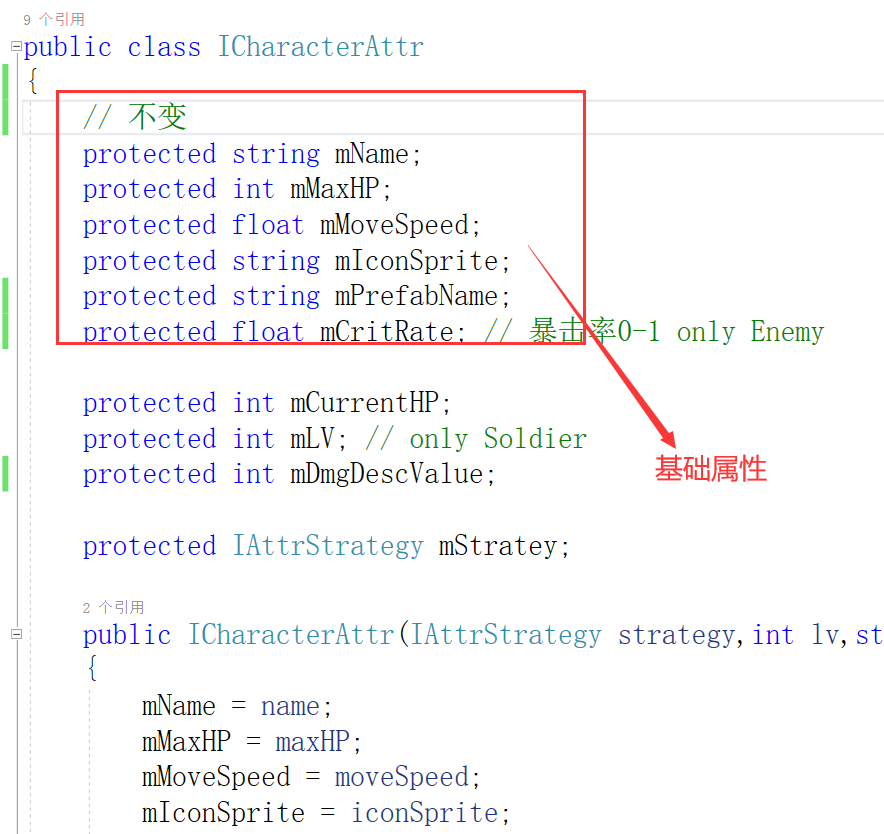 9 个引用
public class ICharacterAttr
{
// 不变
protected string mName;
protected int mMaxHP;
protected float mMoveSpeed;
protected string mIconSprite;
protected string mPrefabName;
protected float mCritRate; // 暴击率0-1 only Enemy
protected int mCurrentHP;
protected int mLV; // only Soldier
protected int mDmgDescValue;
基础属性
protected IAttrStrategy mStratey;
2 个引用
public ICharacterAttr(IAttrStrategy strategy,int lv,st
{
mName = name;
mMaxHP = maxHP;
mMoveSpeed = moveSpeed;
mIconSprite = iconSprite;